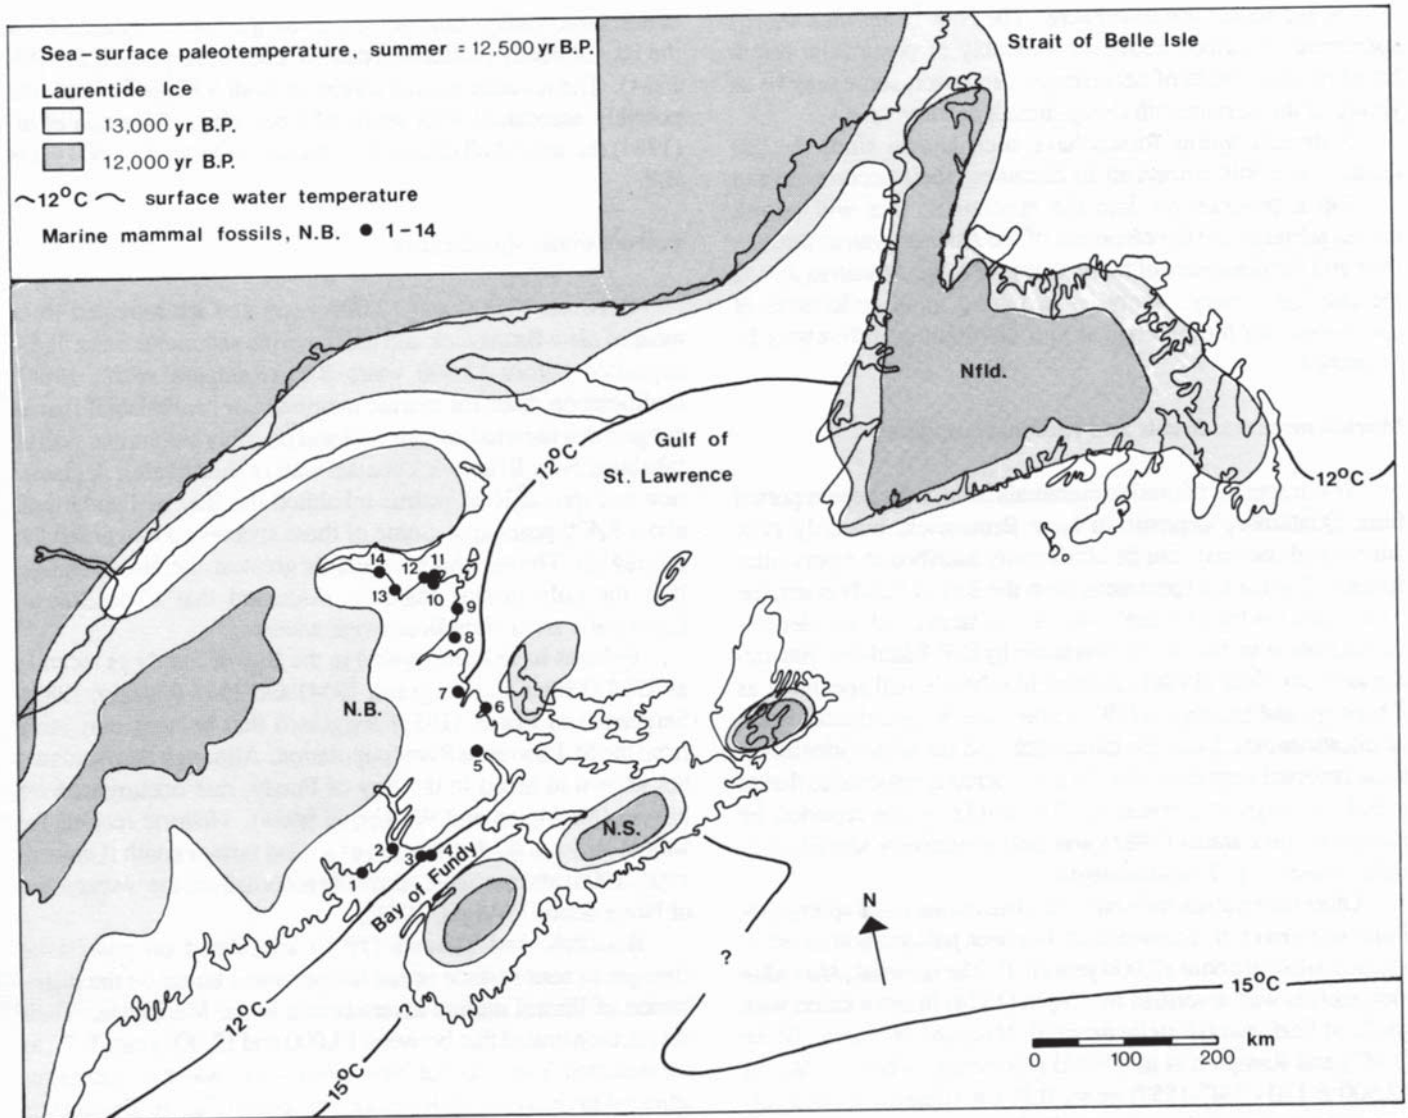 Sea-surface paleotemperature, summer = 12,500 yr B.P.
Laurentide Ice
13,000 yr B.P.
12,000 yr B.P.
~12°C~ surface water temperature
Marine mammal fossils, N.B. ● 1-14
Strait of Belle Isle
Nfld.
12°C
Gulf of
St. Lawrence
12°C
14
13
12
11
10
9
8
7
6
5
N.B.
N.S.
4
3
2
1
Bay of Fundy
12°C
15°C
?
N
15°C
0
100
200
km